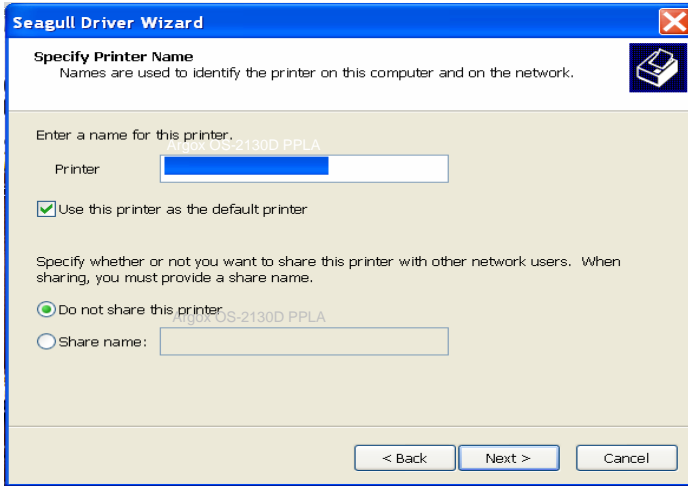 Seagull Driver Wizard
Specify Printer Name
Names are used to identify the printer on this computer and on the network.
Enter a name for this printer.
Argox OS-2130D PPLA
Printer
Use this printer as the default printer
Specify whether or not you want to share this printer with other network users. When
sharing, you must provide a share name.
Do not share this printer
Argox OS-2130D PPLA
Share name:
< Back
Next >
Cancel